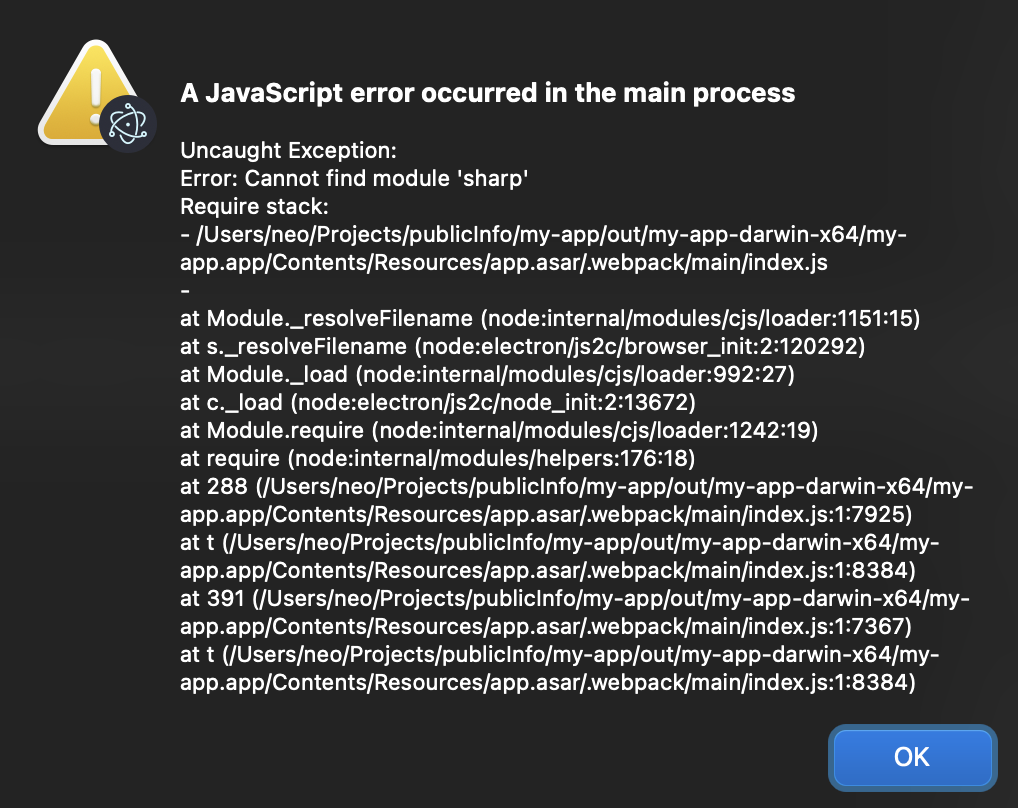 A JavaScript error occurred in the main process
Uncaught Exception:
Error: Cannot find module 'sharp'
Require stack:
- /Users/neo/Projects/publicInfo/my-app/out/my-app-darwin-x64/my-
app.app/Contents/Resources/app.asar/.webpack/main/index.js
-
at Module._resolveFilename (node:internal/modules/cjs/loader:1151:15)
at s._resolveFilename (node:electron/js2c/browser_init:2:120292)
at Module._load (node:internal/modules/cjs/loader:992:27)
at c._load (node:electron/js2c/node_init:2:13672)
at Module.require (node:internal/modules/cjs/loader:1242:19)
at require (node:internal/modules/helpers:176:18)
at 288 (/Users/neo/Projects/publicInfo/my-app/out/my-app-darwin-x64/my-
app.app/Contents/Resources/app.asar/.webpack/main/index.js:1:7925)
at t (/Users/neo/Projects/publicInfo/my-app/out/my-app-darwin-x64/my-
app.app/Contents/Resources/app.asar/.webpack/main/index.js:1:8384)
at 391 (/Users/neo/Projects/publicInfo/my-app/out/my-app-darwin-x64/my-
app.app/Contents/Resources/app.asar/.webpack/main/index.js:1:7367)
at t (/Users/neo/Projects/publicInfo/my-app/out/my-app-darwin-x64/my-
app.app/Contents/Resources/app.asar/.webpack/main/index.js:1:8384)
OK